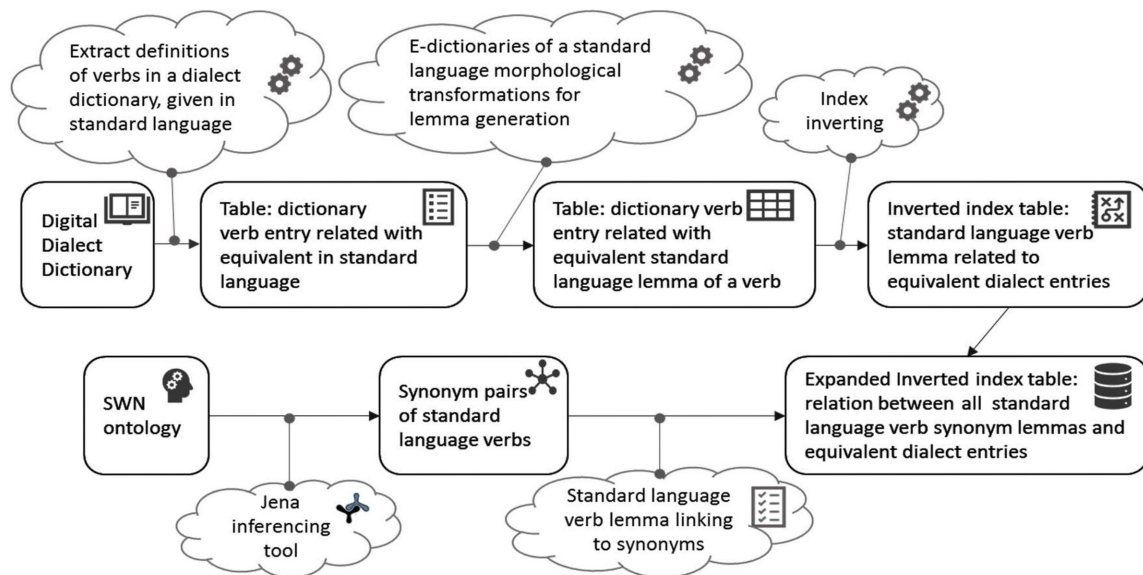 Extract definitions
of verbs in a dialect
dictionary, given in
standard language
E-dictionaries of a standard
language morphological
transformations for
lemma generation
Index
inverting
Digital
Dialect
Dictionary
Table: dictionary
verb entry related with
equivalent in standard
language
Table: dictionary verb
entry related with
equivalent standard
language lemma of a verb
Inverted index table:
standard language verb
lemma related to
equivalent dialect entries
SWN
ontology
Synonym pairs
of standard
language verbs
Expanded Inverted index table:
relation between all standard
language verb synonym lemmas and
equivalent dialect entries
Jena
inferencing
tool
Standard language
verb lemma linking
to synonyms